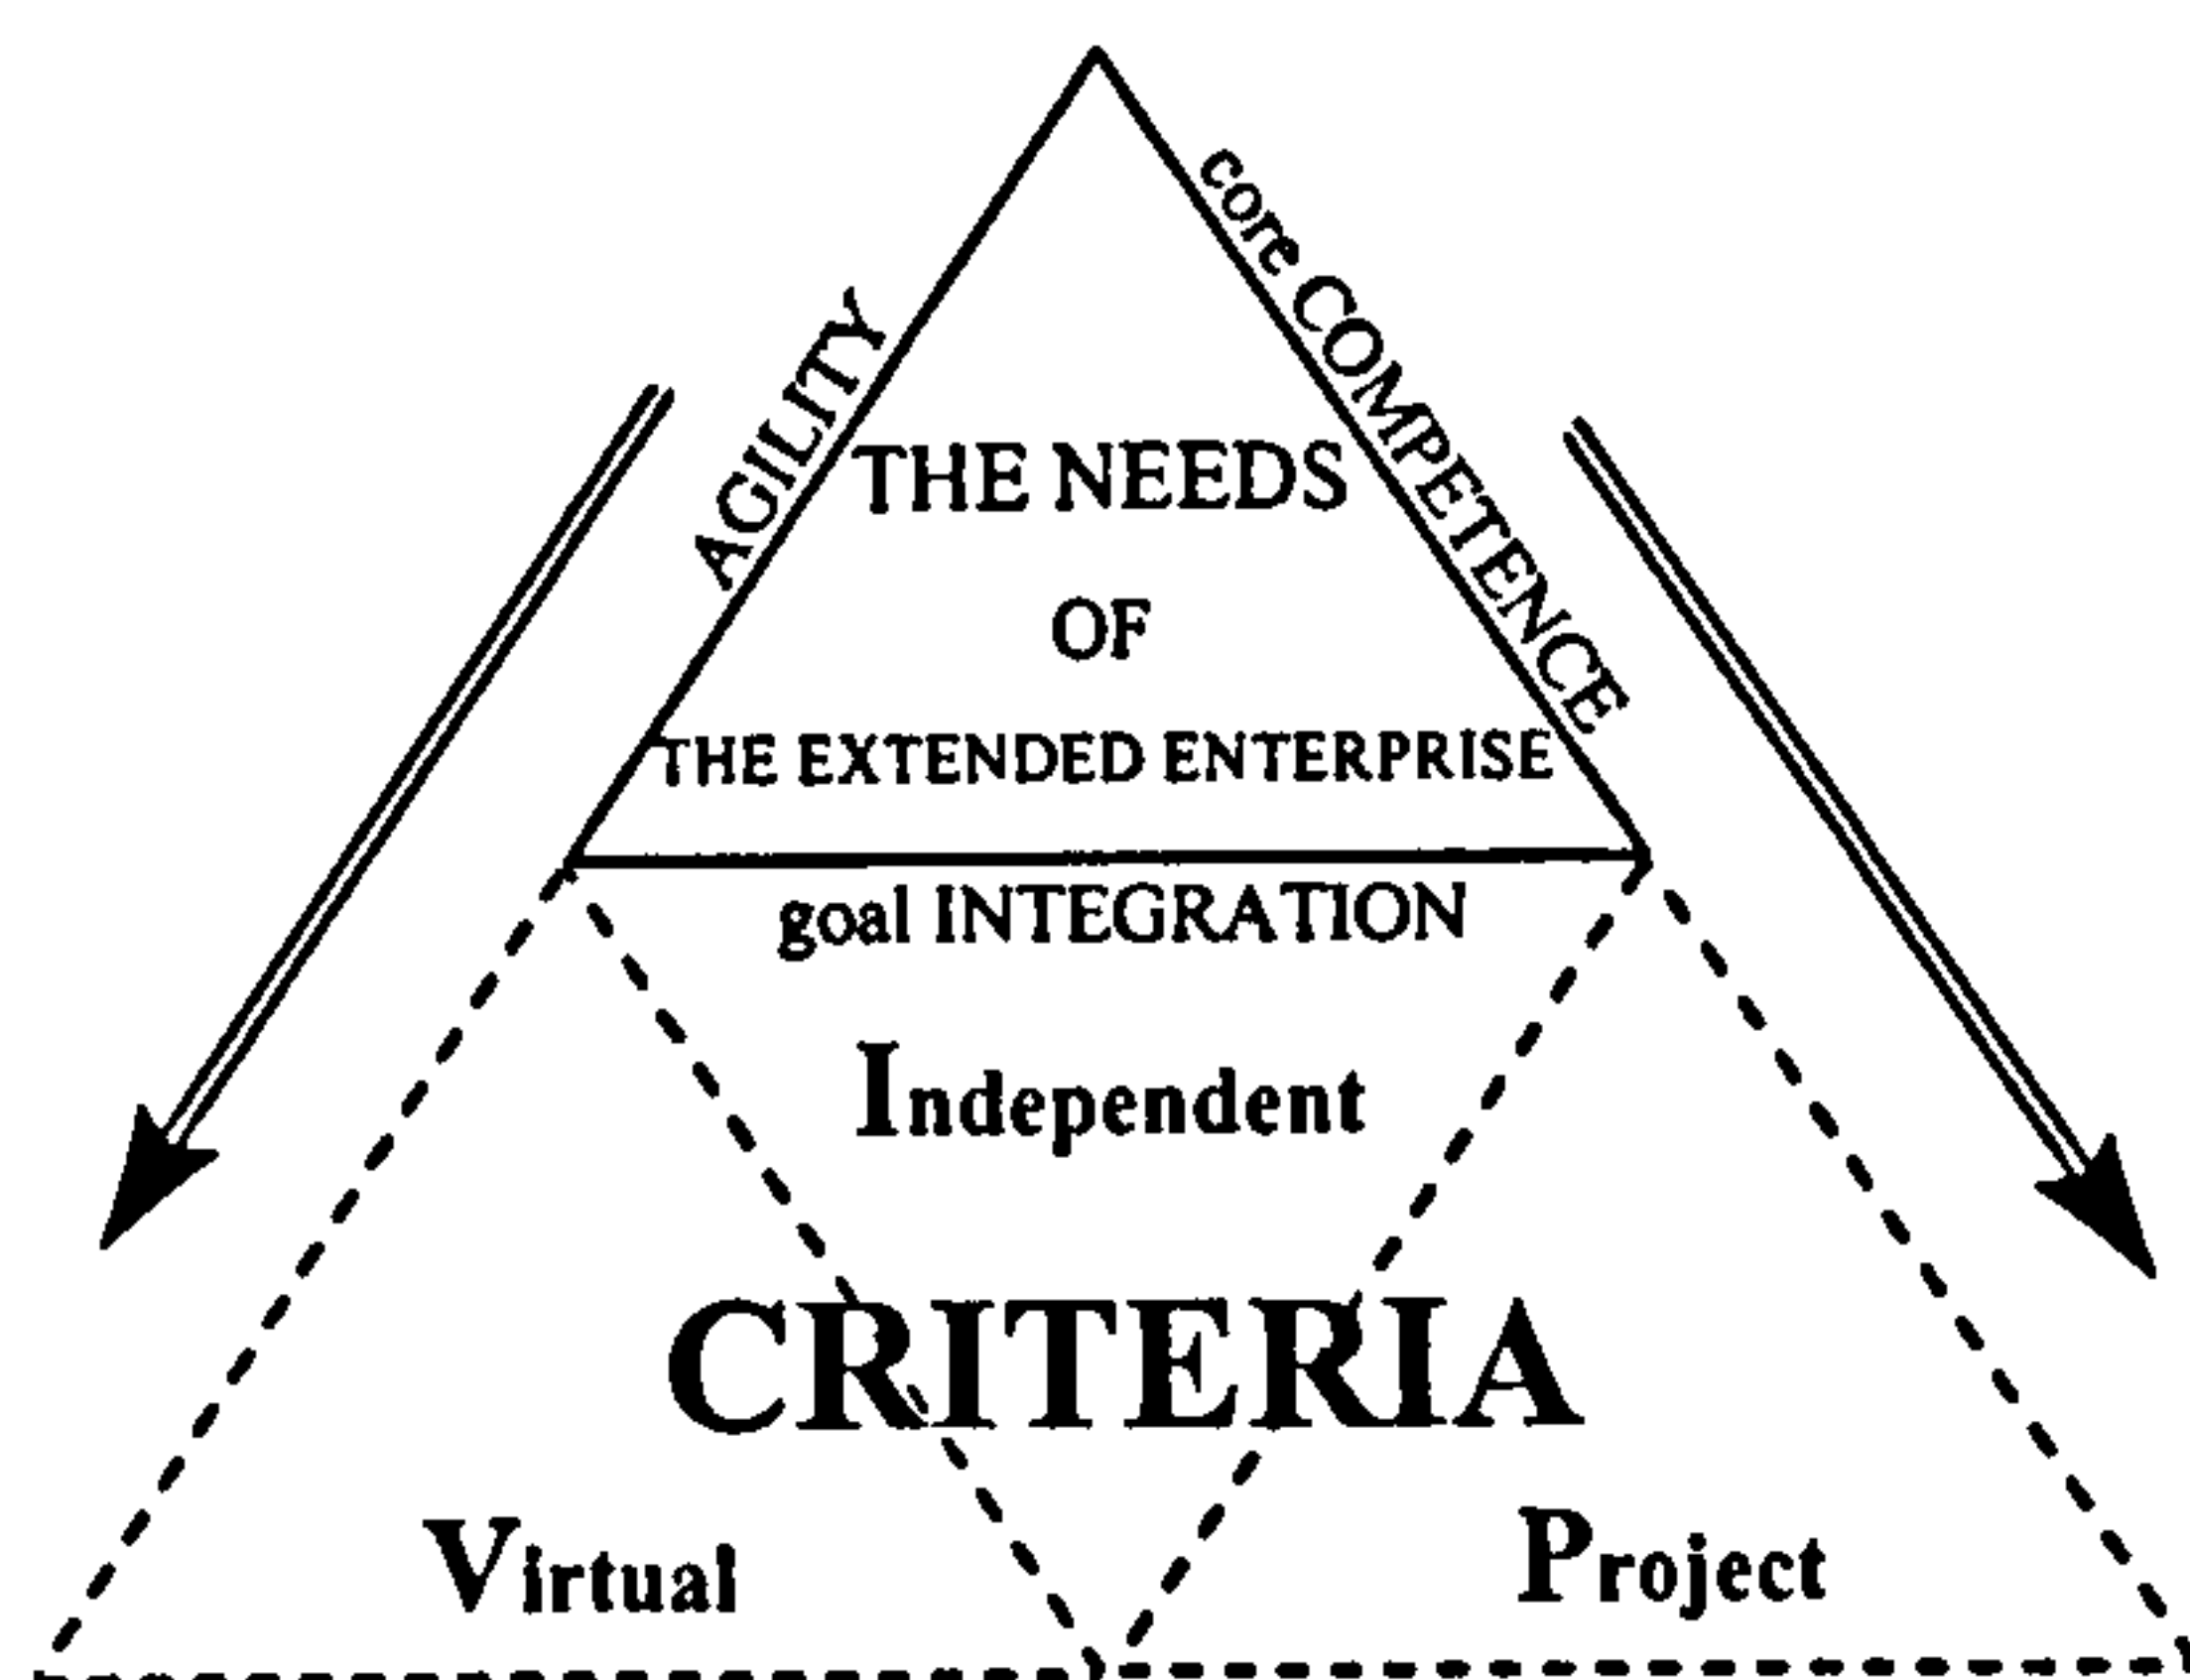 AGILITY
core COMPETENCE
THE NEEDS
OF
THE EXTENDED ENTERPRISE
goal INTEGRATION
Independent
CRITERIA
Virtual
Project